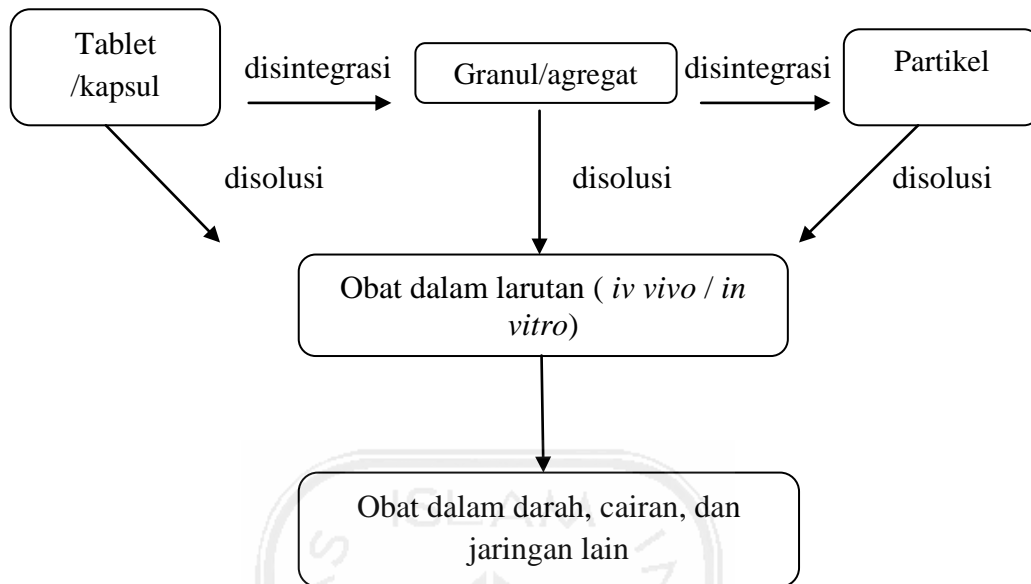 Tablet
/kapsul
disintegrasi
Granul/agregat
disintegrasi
Partikel
disolusi
disolusi
disolusi
Obat dalam larutan ( iv vivo / in
vitro)
ISLAM
Obat dalam darah, cairan, dan
jaringan lain